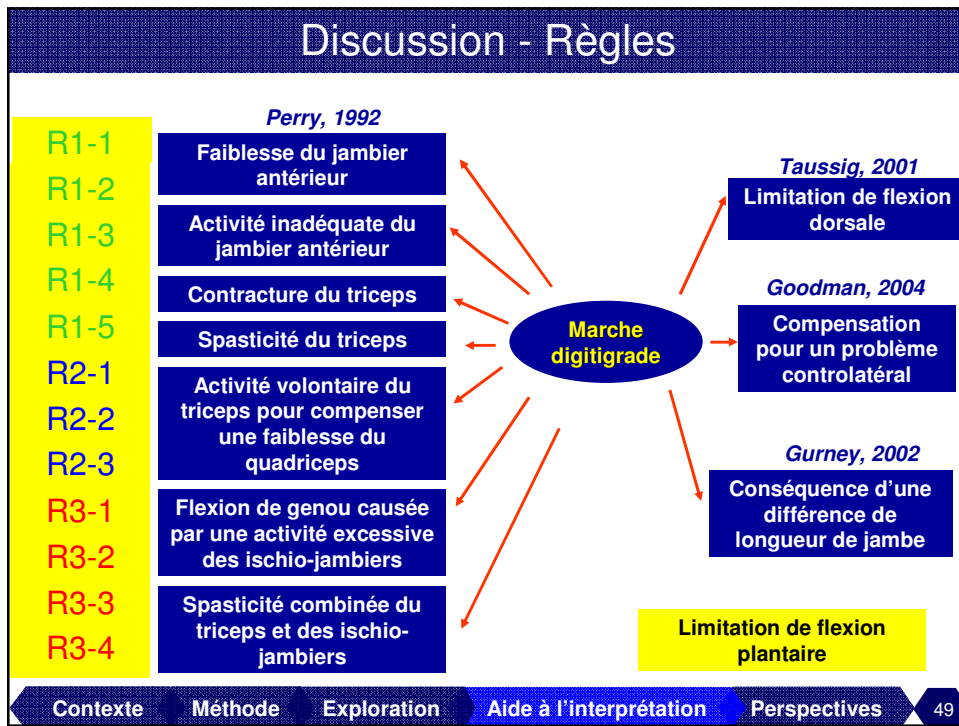 Discussion - Règles
R1-1
R1-2
R1-3
R1-4
R1-5
R2-1
R2-2
R2-3
R3-1
R3-2
R3-3
R3-4
Perry, 1992
Faiblesse du jambier
antérieur
Activité inadéquate du
jambier antérieur
Contracture du triceps
Spasticité du triceps
Activité volontaire du
triceps pour compenser
une faiblesse du
quadriceps
Flexion de genou causée
par une activité excessive
des ischio-jambiers
Spasticité combinée du
triceps et des ischio-
jambiers
Marche
digitigrade
Taussig, 2001
Limitation de flexion
dorsale
Goodman, 2004
Compensation
pour un problème
controlatéral
Gurney, 2002
Conséquence d'une
différence de
longueur de jambe
Limitation de flexion
plantaire
Contexte Méthode Exploration Aide à l'interprétation Perspectives 49